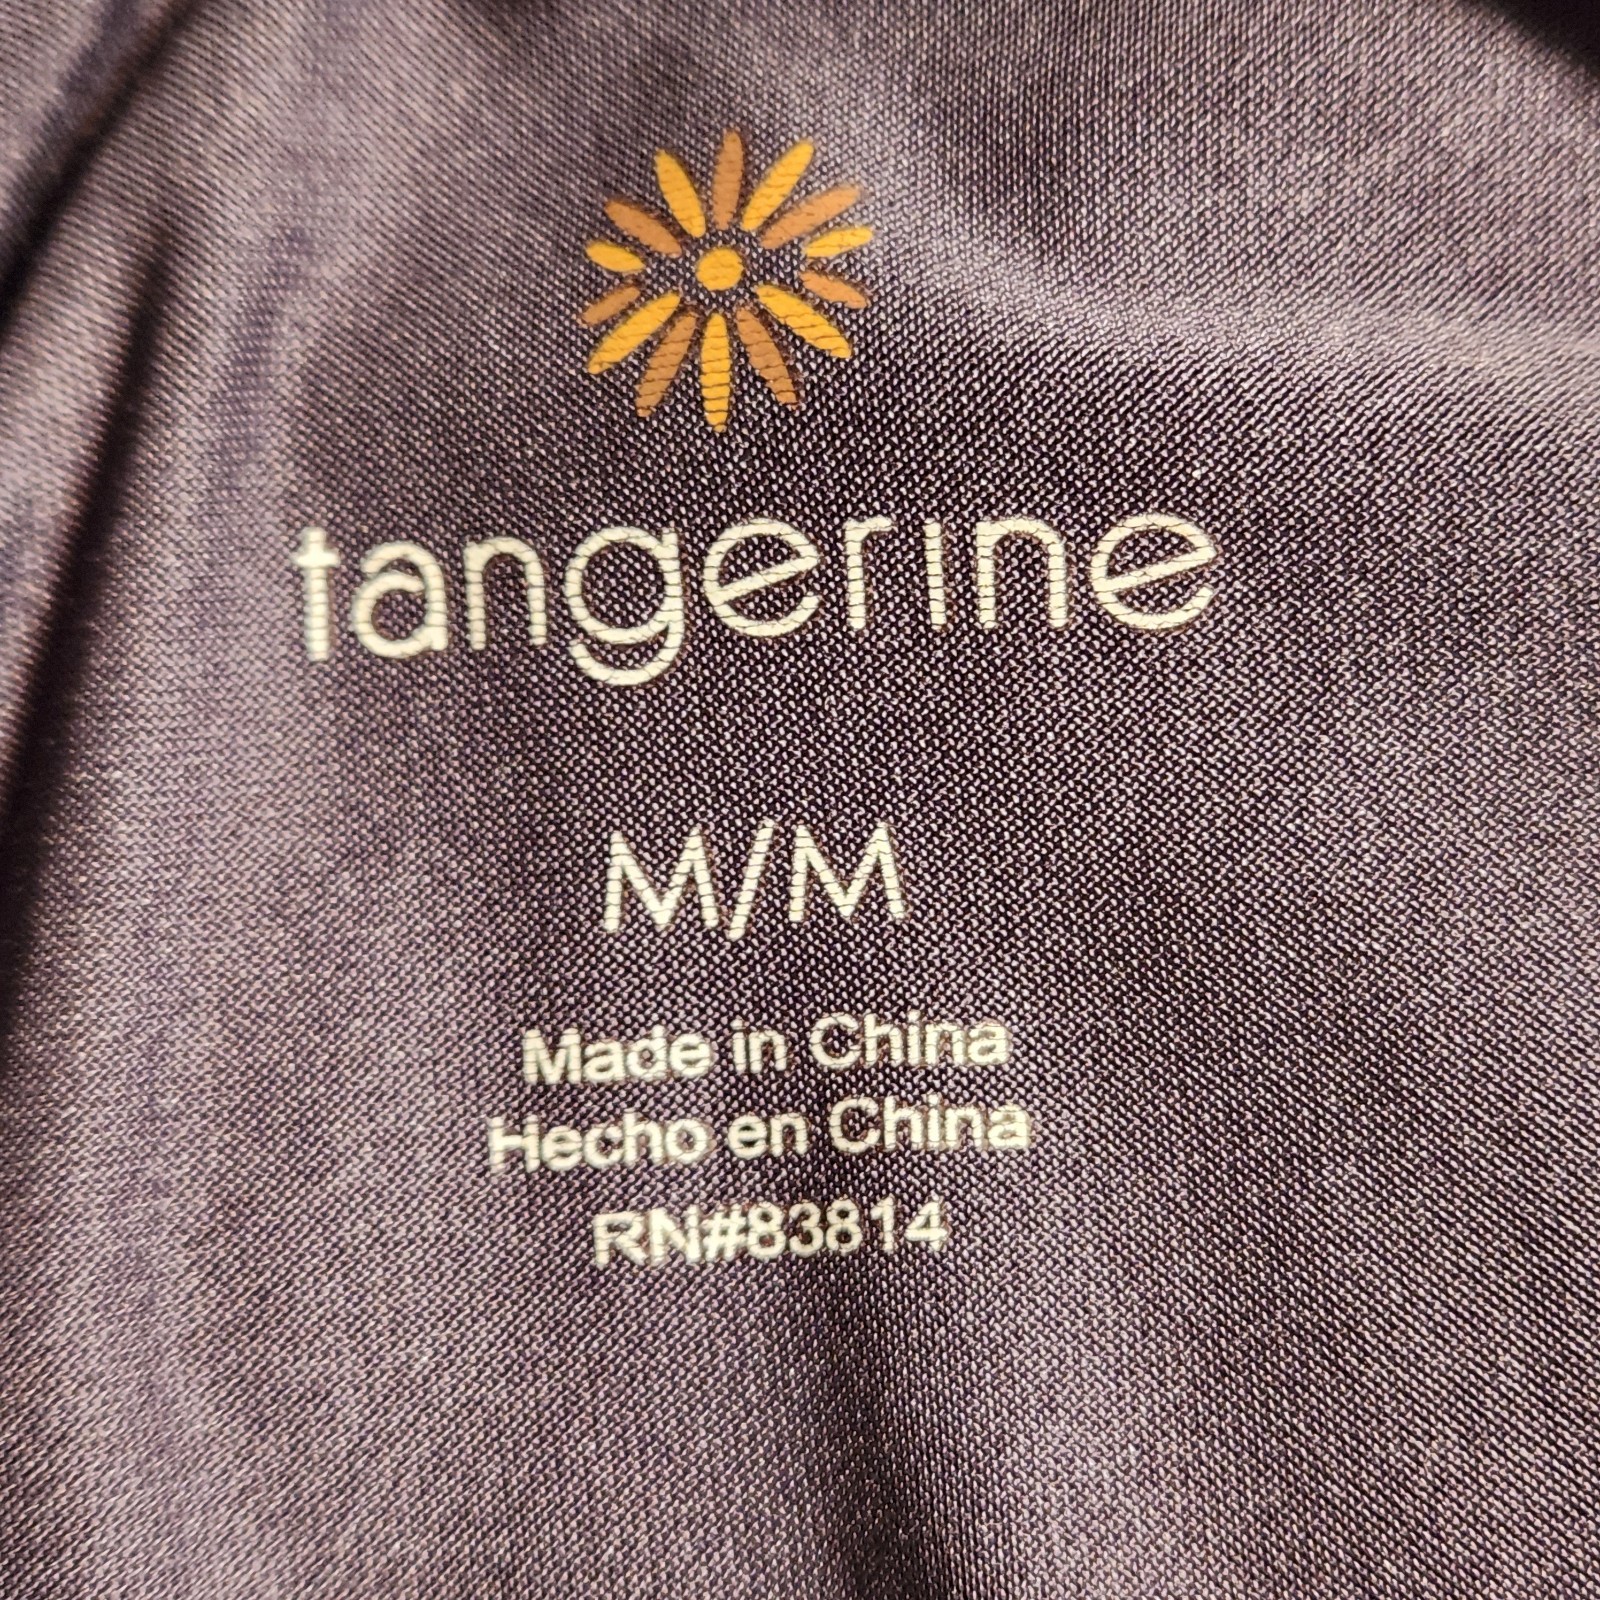 tangerine
M/M
Made in China
Hecho en China
RN#83814